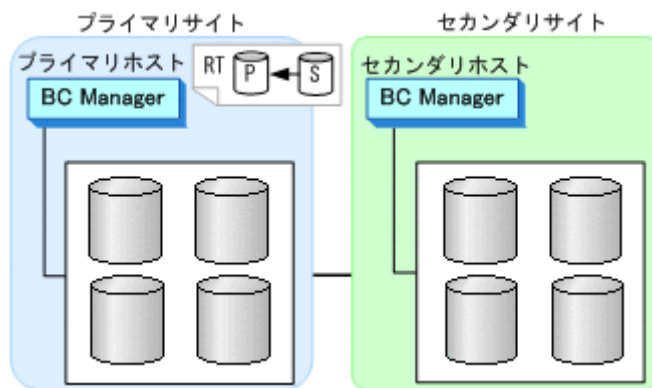 プライマリサイト
セカンダリサイト
プライマリホスト
RT P S
セカンダリホスト
BC Manager
BC Manager